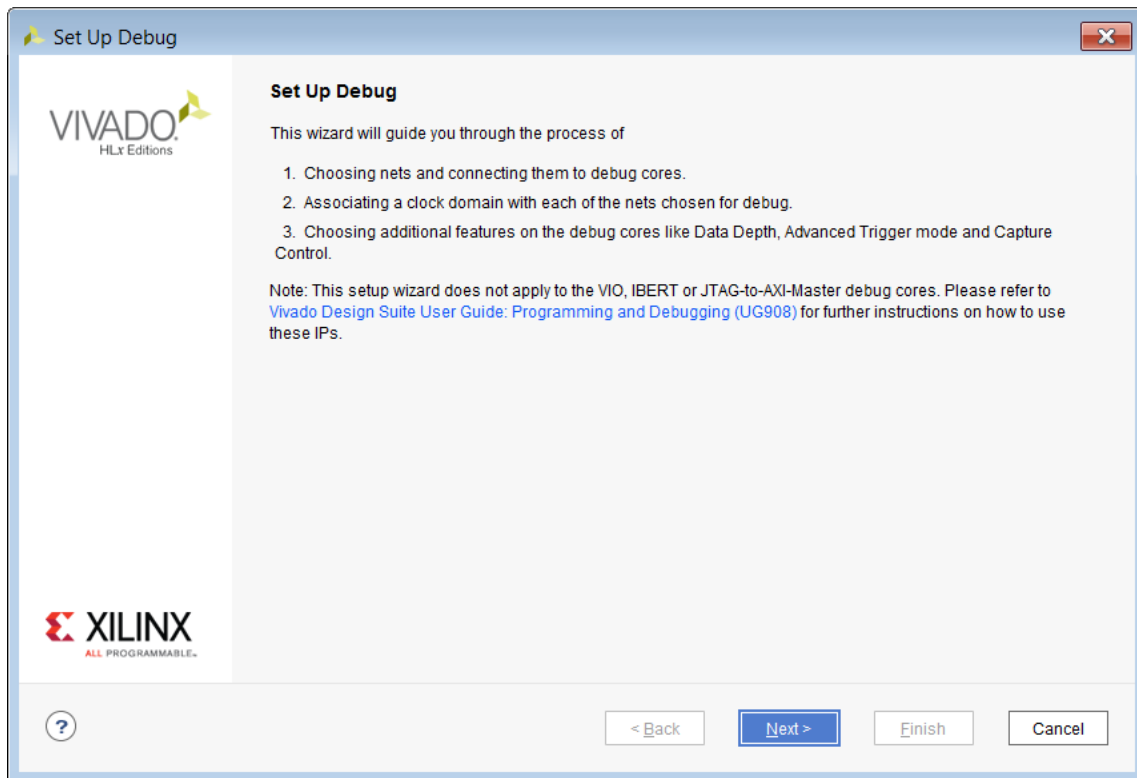 Set Up Debug
VIVADO.
HLx Editions
Set Up Debug
This wizard will guide you through the process of
1. Choosing nets and connecting them to debug cores.
2. Associating a clock domain with each of the nets chosen for debug.
3. Choosing additional features on the debug cores like Data Depth, Advanced Trigger mode and Capture
Control.
Note: This setup wizard does not apply to the VIO, IBERT or JTAG-to-AXI-Master debug cores. Please refer to
Vivado Design Suite User Guide: Programming and Debugging (UG908) for further instructions on how to use
these IPs.
XILINX
ALL PROGRAMMABLE™
?
< Back
Next >
Finish
Cancel